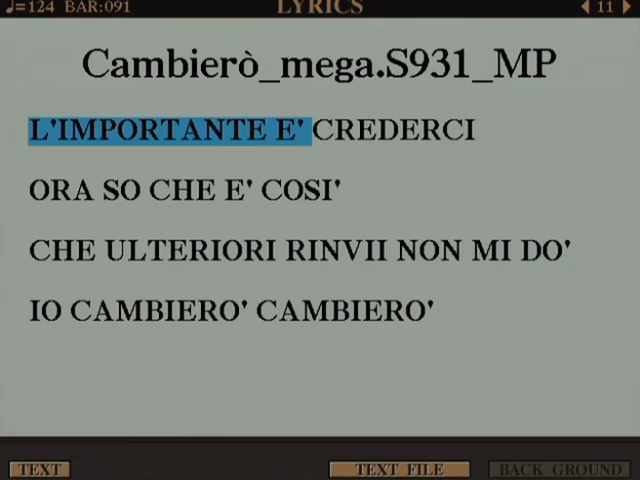 ♩=124 BAR:091 LYRICS 11
Cambierò_mega.S931_MP
L'IMPORTANTE E' CREDERCI
ORA SO CHE E' COSI'
CHE ULTERIORI RINVII NON MI DO'
IO CAMBIERO' CAMBIERO'
TEXT TEXT FILE BACK GROUND